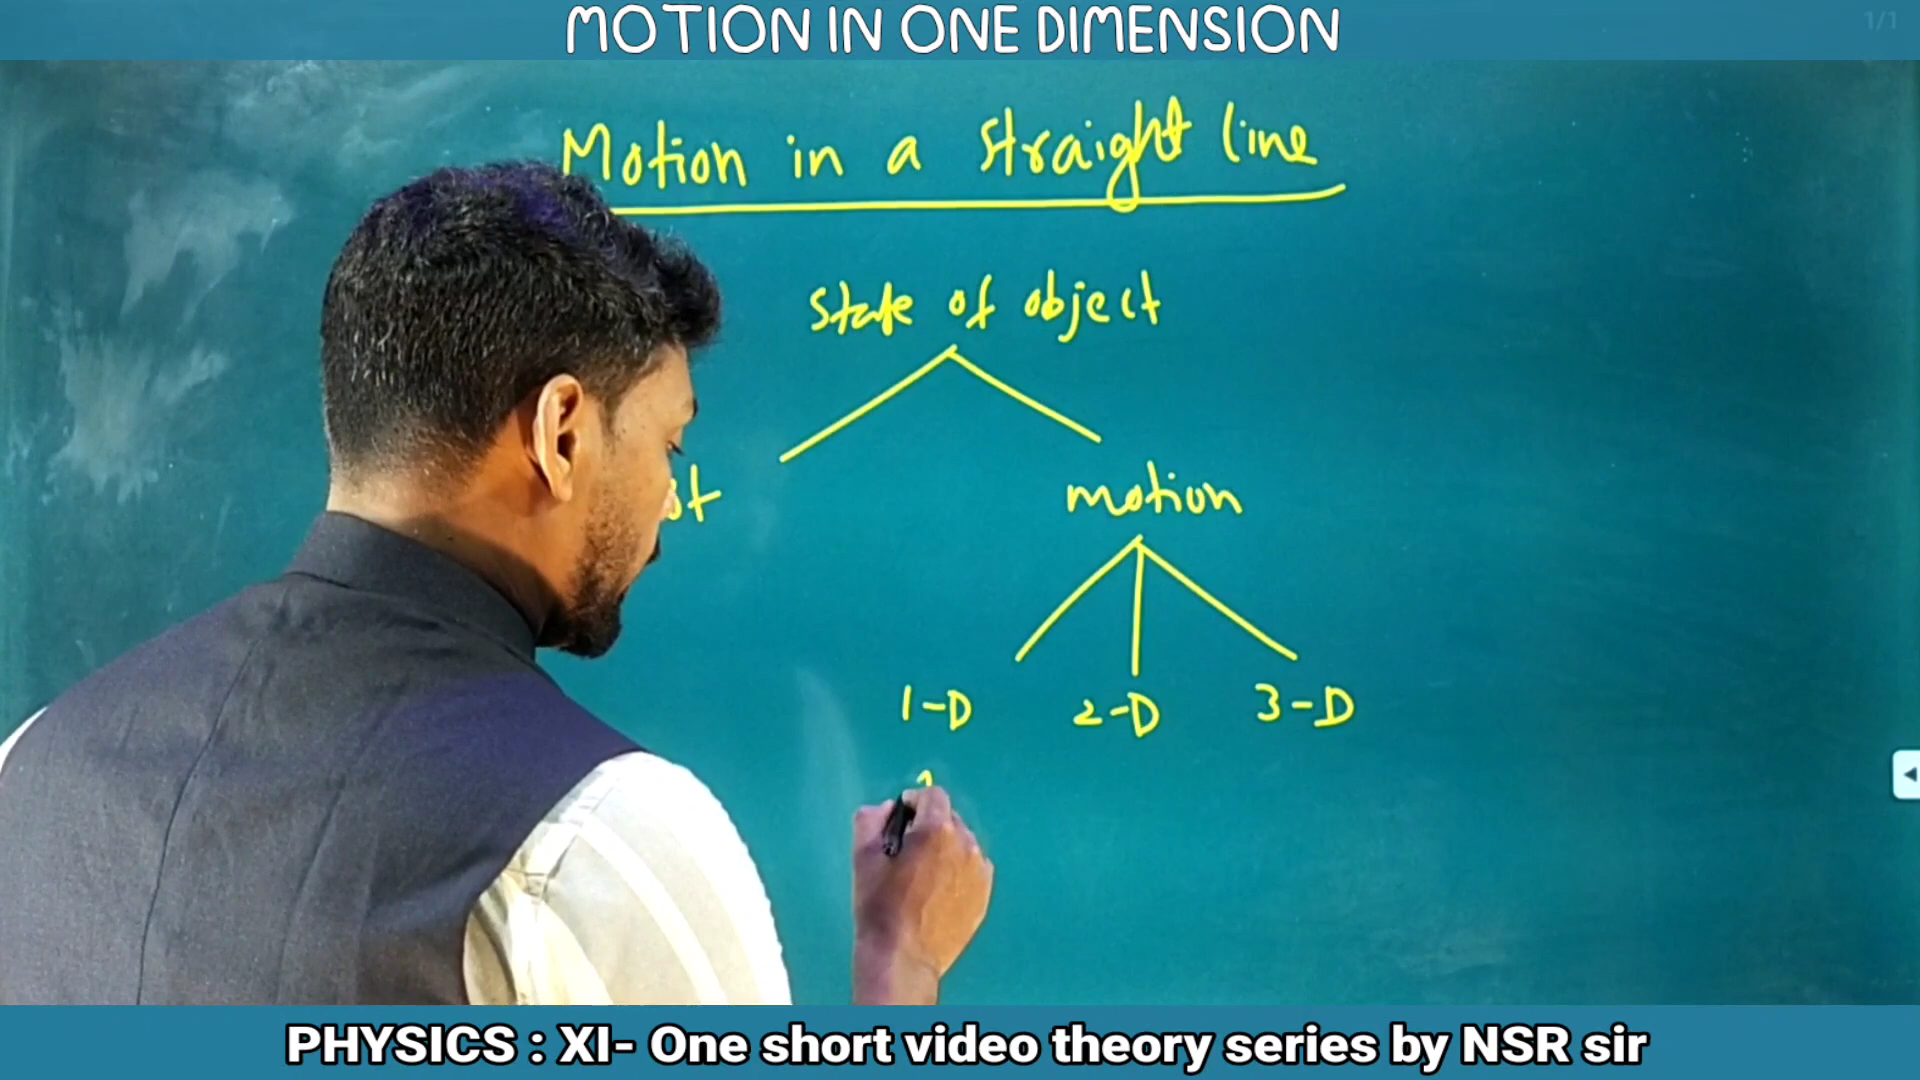 MOTION IN ONE DIMENSION
1/1
Motion in a straight line
state of object
motion
1-D 2-D 3-D
PHYSICS : XI- One short video theory series by NSR sir